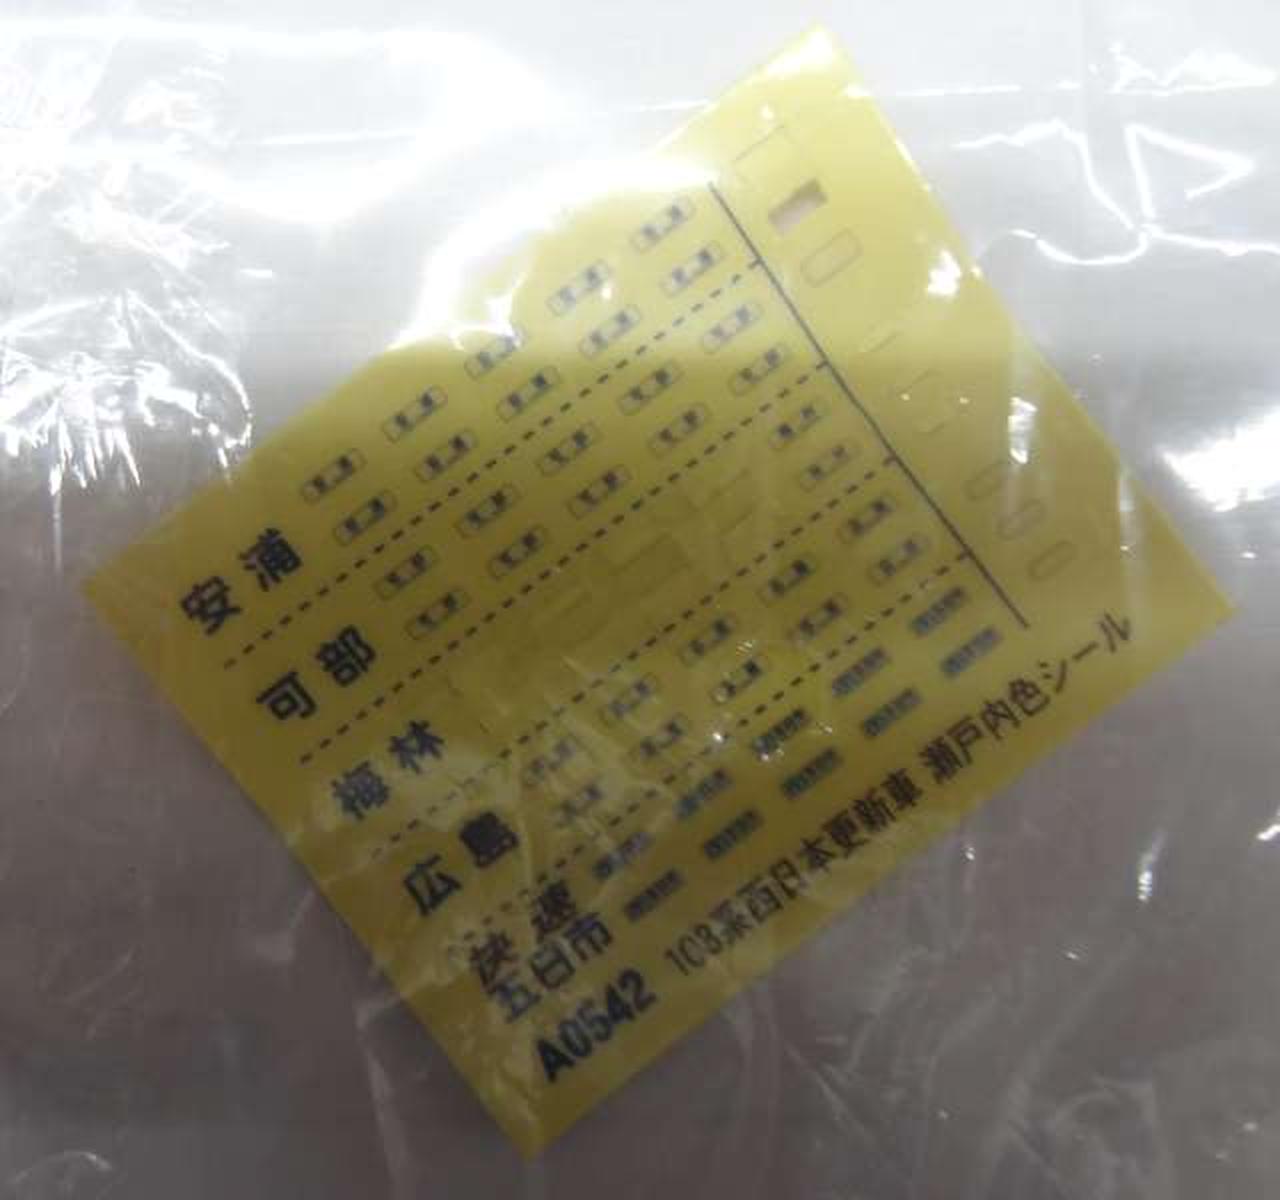 安浦
可部
梅林
広島
快速
五日市
A0542 103系西日本更新車 瀬戸内色シール